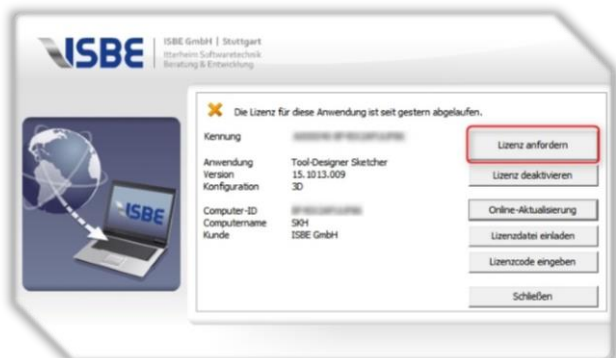 ISBE
ISBE GmbH | Stuttgart
Itterheim Softwaretechnik
Beratung & Entwicklung
Die Lizenz für diese Anwendung ist seit gestern abgelaufen.
Kennung
Anwendung Tool-Designer Sketcher
Version 15.1013.009
Konfiguration 3D
Computer-ID
Computername SKH
Kunde ISBE GmbH
Lizenz anfordern
Lizenz deaktivieren
Online-Aktualisierung
Lizenzdatei einladen
Lizenzcode eingeben
Schließen
ISBE